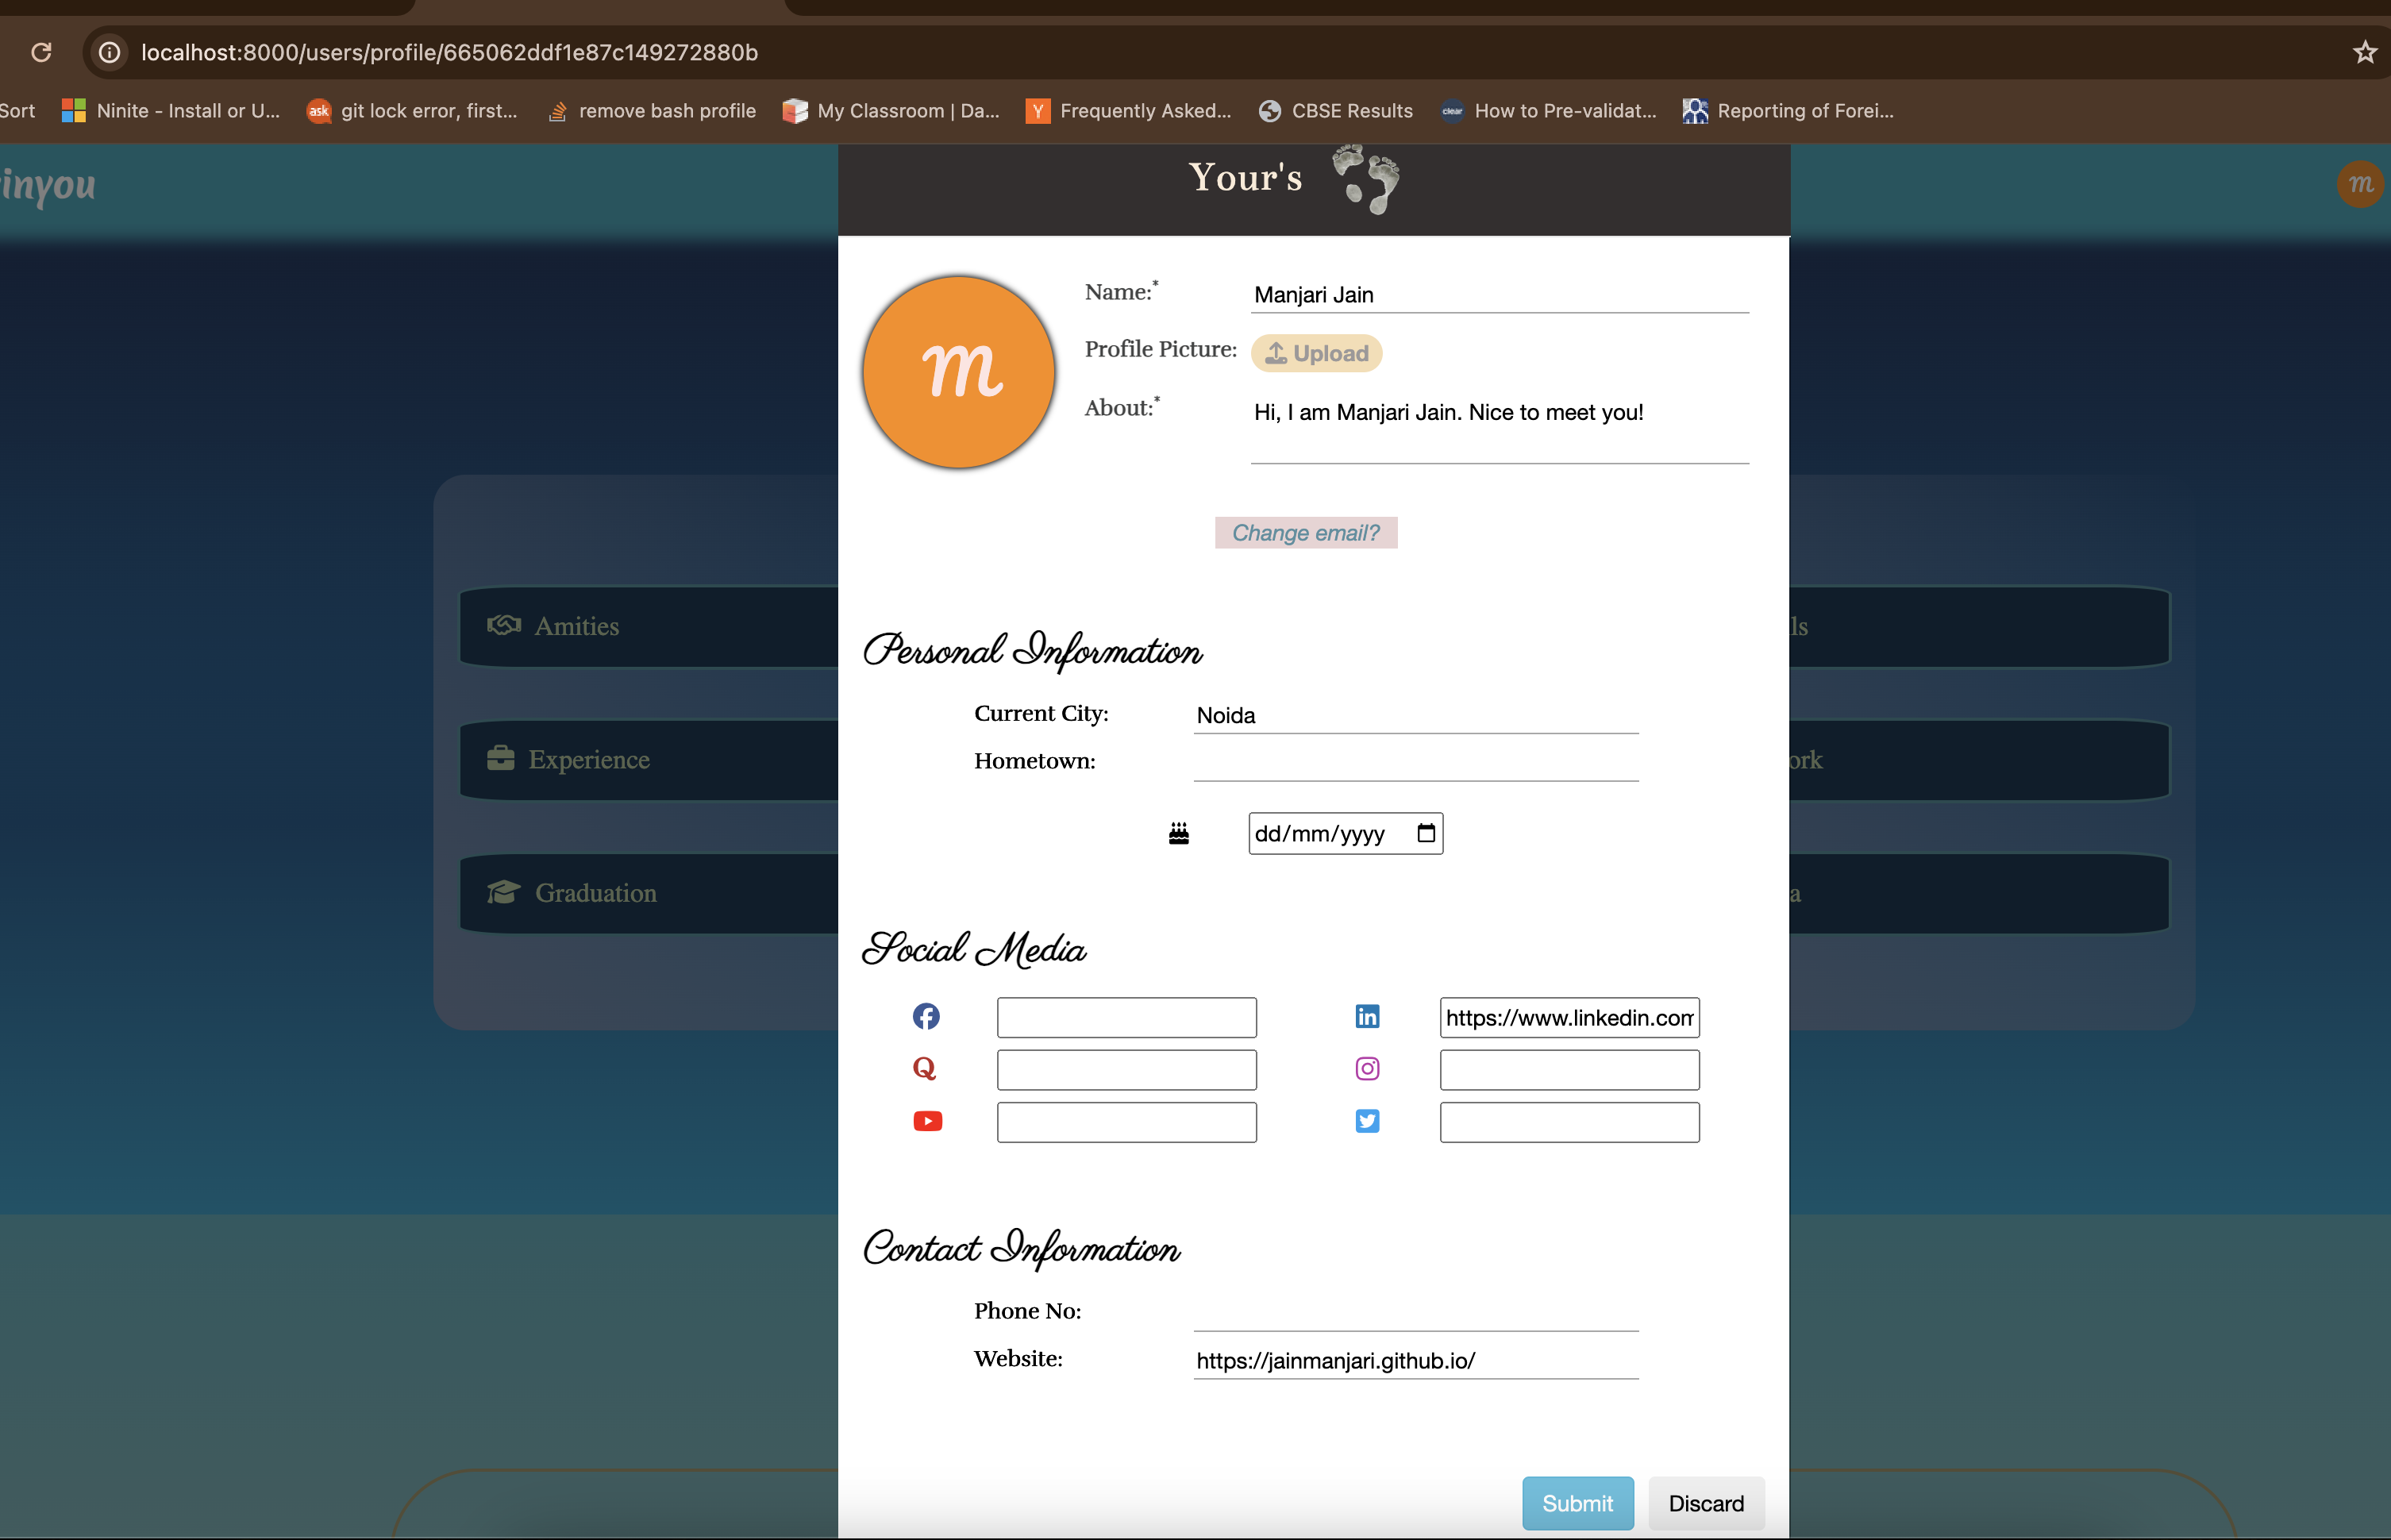 localhost:8000/users/profile/665062ddf1e87c149272880b
Sort Ninite - Install or U... ask git lock error, first... remove bash profile My Classroom | Da... Y Frequently Asked... CBSE Results clear How to Pre-validat... Reporting of Forei...
inyou
Your's
m
m
Name:* Manjari Jain
Profile Picture: Upload
About:* Hi, I am Manjari Jain. Nice to meet you!
Change email?
Amities
ls
Personal Information
Current City: Noida
Experience
Hometown:
ork
dd/mm/yyyy
Graduation
a
Social Media
in https://www.linkedin.com
Q
Contact Information
Phone No:
Website: https://jainmanjari.github.io/
Submit Discard